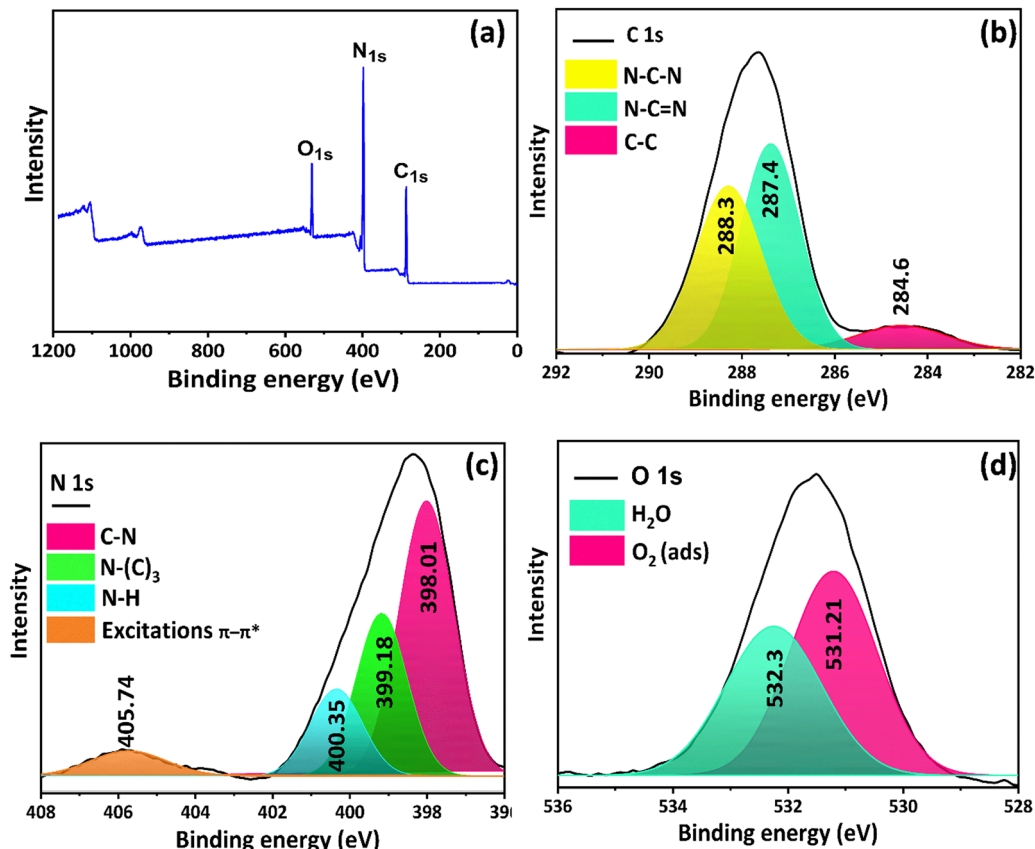 (a)
N1s
O1s
C1s
Intensity
1200 1000 800 600 400 200 0
Binding energy (eV)
(b)
C 1s
N-C-N
N-C=N
C-C
288.3
287.4
284.6
Intensity
292 290 288 286 284 282
Binding energy (eV)
(c)
N 1s
C-N
N-(C)3
N-H
Excitations π–π*
405.74
400.35
399.18
398.01
Intensity
408 406 404 402 400 398 396
Binding energy (eV)
(d)
O 1s
H2O
O2 (ads)
532.3
531.21
Intensity
536 534 532 530 528
Binding energy (eV)